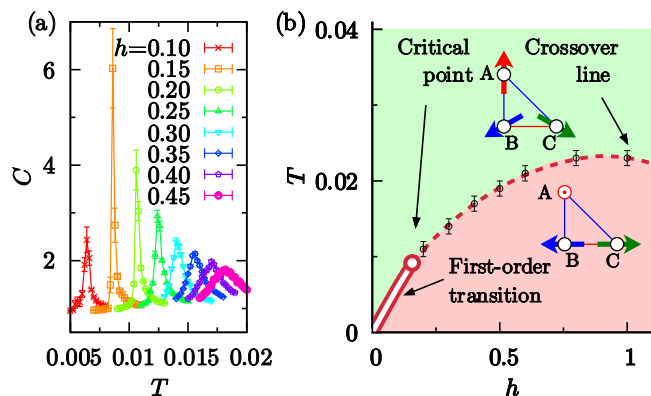 (a)
h=0.10
0.15
0.20
0.25
0.30
0.35
0.40
0.45
6
4
2
C
0.005
0.01
0.015
0.02
T
(b)
0.04
0.02
0
T
Critical
point
Crossover
line
A
B
C
A
B
C
First-order
transition
0
0.5
1
h